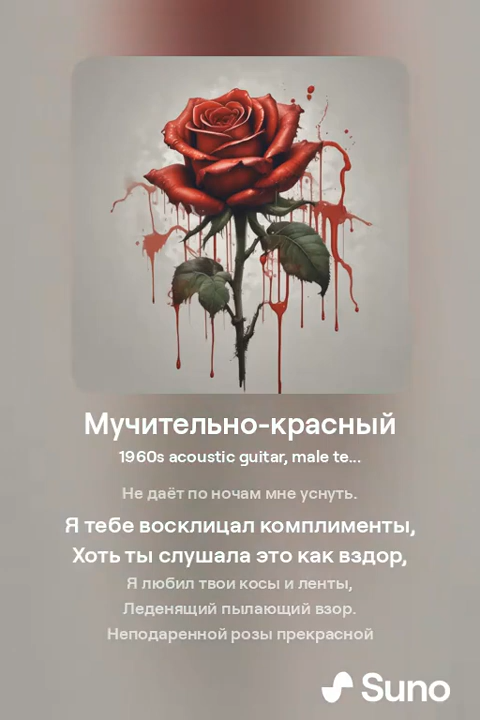 Мучительно-красный
1960s acoustic guitar, male te...
Не даёт по ночам мне уснуть.
Я тебе восклицал комплименты,
Хоть ты слушала это как вздор,
Я любил твои косы и ленты,
Леденящий пылающий взор.
Неподаренной розы прекрасной
Suno